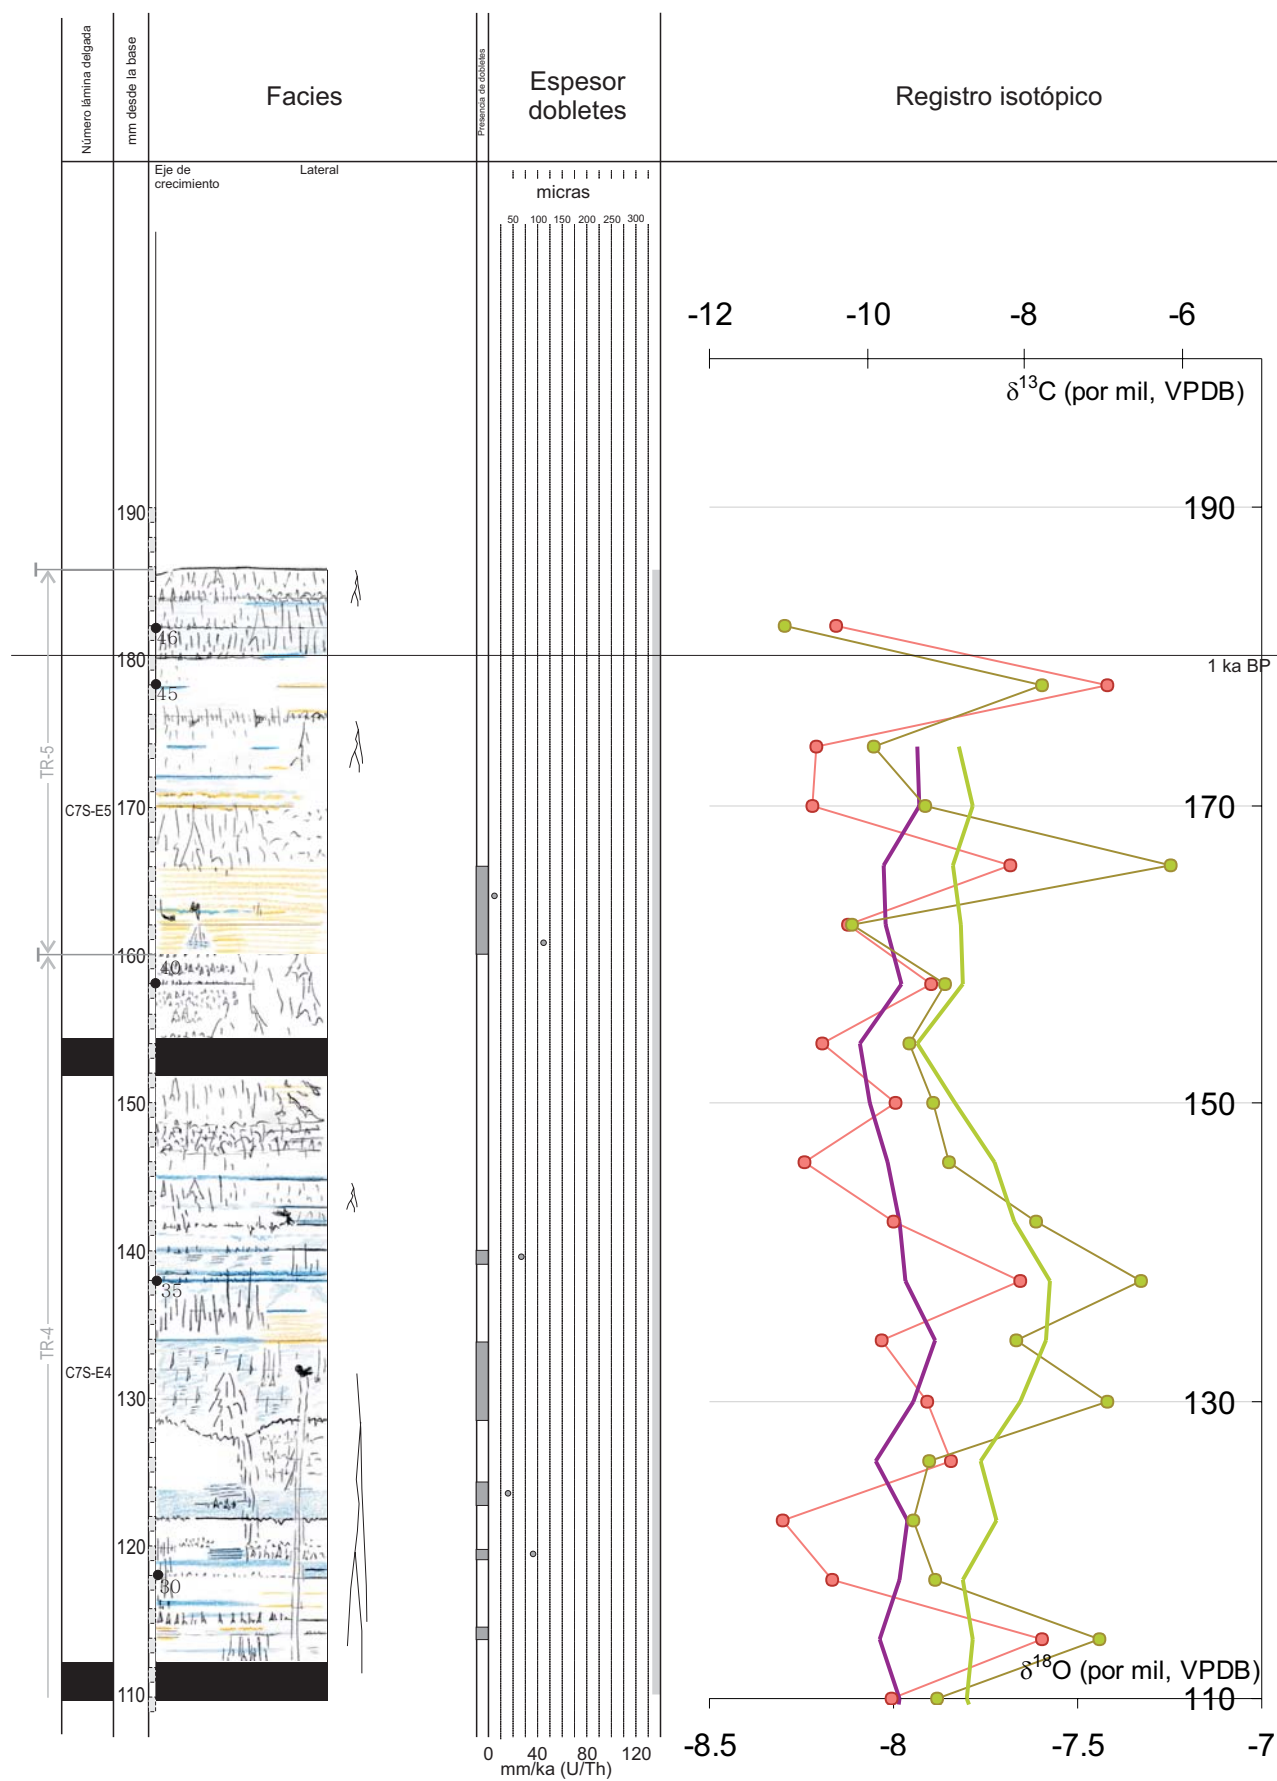 Número lámina delgada
mm desde la base
Facies
Presencia de dobletes
Espesor
dobletes
Registro isotópico
Eje de
crecimiento
Lateral
micras
50 100 150 200 250 300
-12 -10 -8 -6
δ13C (por mil, VPDB)
190 190
46
180
1 ka BP
45
TR-5
C7S-E5
170 170
160
40
150 150
140
35
TR-4
C7S-E4
130 130
120
30
δ18O (por mil, VPDB)
110 110
-8.5 -8 -7.5 -7
0 40 80 120
mm/ka (U/Th)